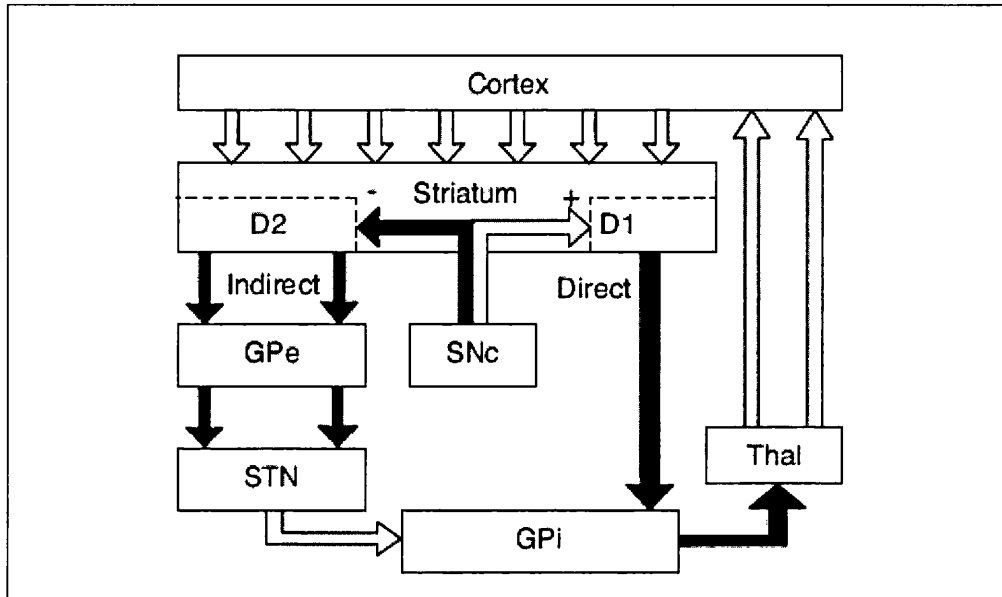 Cortex
- Striatum +
D2 D1
Indirect Direct
GPe SNc
STN Thal
GPi